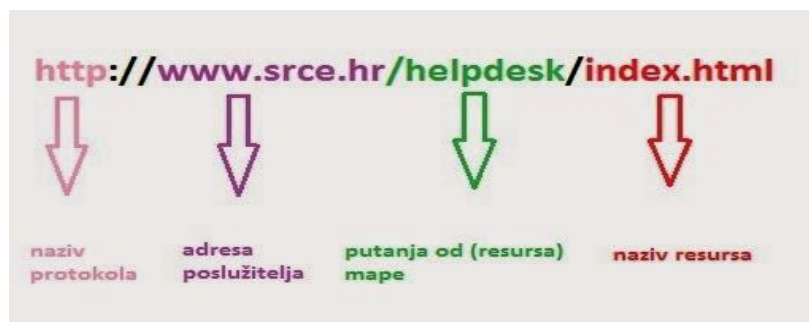 http://www.srce.hr/helpdesk/index.html
naziv protokola
adresa poslužitelja
putanja od (resursa) mape
naziv resursa